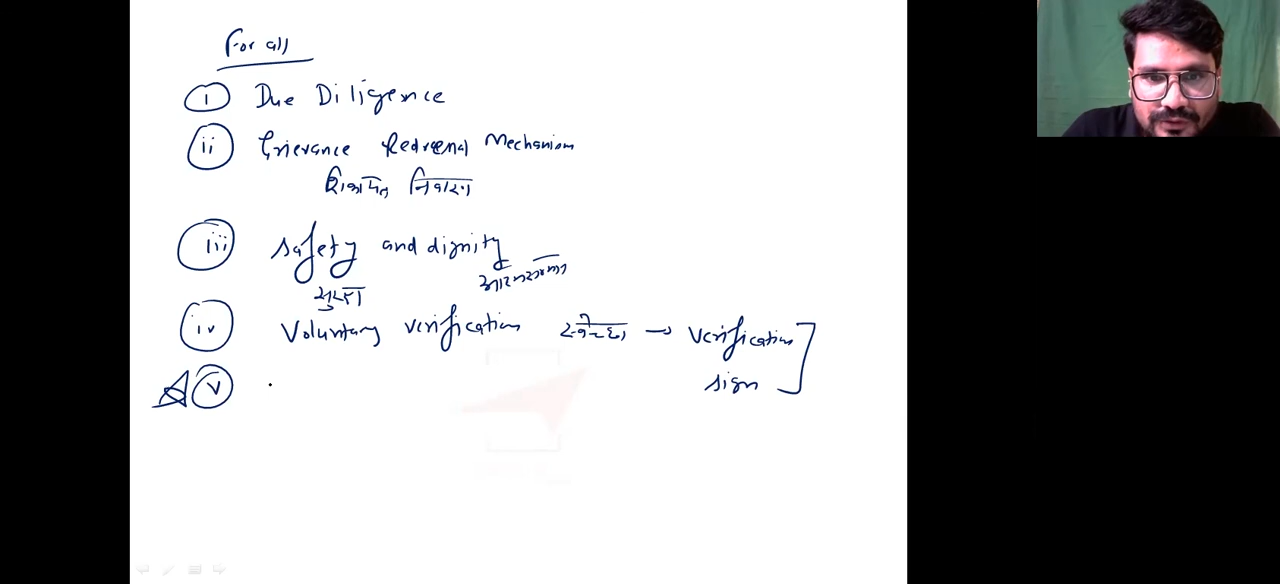 For all
i Due Diligence
ii Grievance Redressal Mechanism
शिकायत निवारण
iii Safety and dignity
सुरक्षा आत्मसम्मान
iv Voluntary verification स्वेच्छा → verification
sign
v